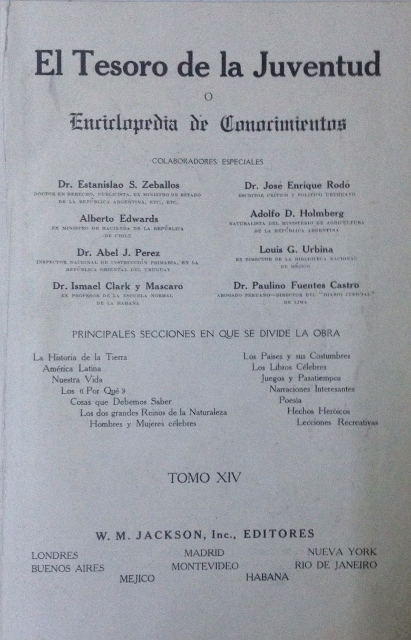 El Tesoro de la Juventud
O
Enciclopedia de Conocimientos
COLABORADORES ESPECIALES
Dr. Estanislao S. Zeballos
DOCTOR EN DERECHO, PUBLICISTA, EX MINISTRO DE ESTADO
DE LA REPÚBLICA ARGENTINA, ETC., ETC.
Alberto Edwards
EX MINISTRO DE HACIENDA DE LA REPÚBLICA
DE CHILE
Dr. Abel J. Perez
INSPECTOR NACIONAL DE INSTRUCCIÓN PRIMARIA, EN LA
REPÚBLICA ORIENTAL DEL URUGUAY
Dr. Ismael Clark y Mascaro
EX PROFESOR DE LA ESCUELA NORMAL
DE LA HABANA
Dr. José Enrique Rodó
ESCRITOR CRÍTICO Y POLÍTICO URUGUAYO
Adolfo D. Holmberg
NATURALISTA DEL MINISTERIO DE AGRICULTURA
DE LA REPÚBLICA ARGENTINA
Louis G. Urbina
EX DIRECTOR DE LA BIBLIOTECA NACIONAL
DE MÉJICO
Dr. Paulino Fuentes Castro
ABOGADO PERUANO—DIRECTOR DEL "DIARIO JUDICIAL"
DE LIMA
PRINCIPALES SECCIONES EN QUE SE DIVIDE LA OBRA
La Historia de la Tierra
América Latina
Nuestra Vida
Los «Por Qué»
Cosas que Debemos Saber
Los dos grandes Reinos de la Naturaleza
Hombres y Mujeres célebres
Los Paises y sus Costumbres
Los Libros Célebres
Juegos y Pasatiempos
Narraciones Interesantes
Poesía
Hechos Heróicos
Lecciones Recreativas
TOMO XIV
W. M. JACKSON, Inc., EDITORES
LONDRES MADRID NUEVA YORK
BUENOS AIRES MONTEVIDEO RIO DE JANEIRO
MEJICO HABANA